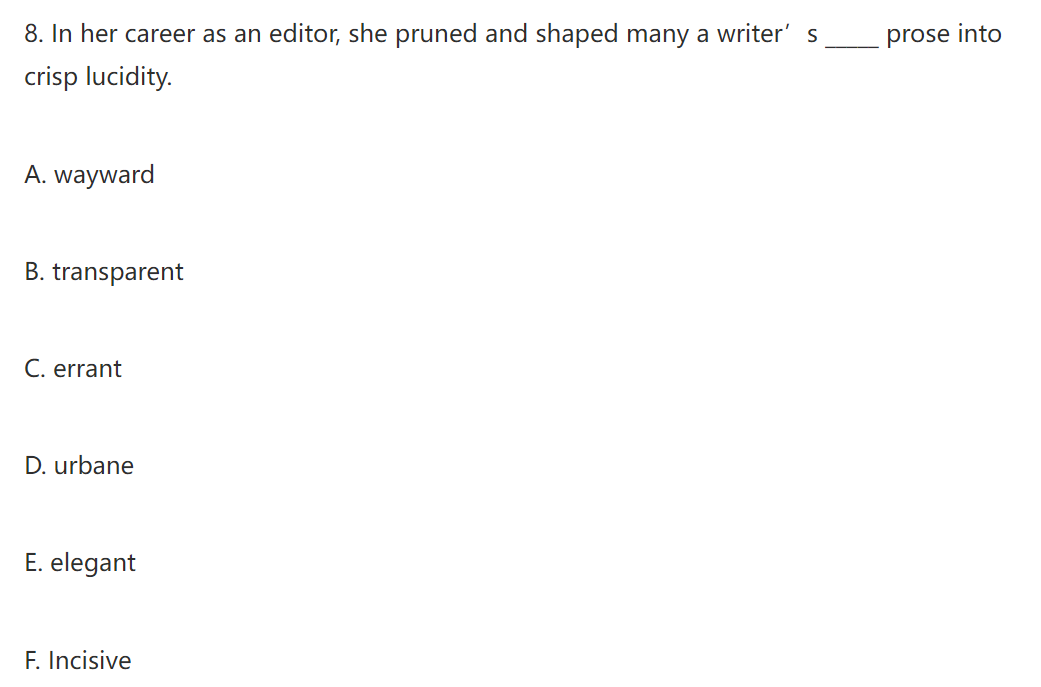 8. In her career as an editor, she pruned and shaped many a writer’ s _____ prose into
crisp lucidity.
A. wayward
B. transparent
C. errant
D. urbane
E. elegant
F. Incisive